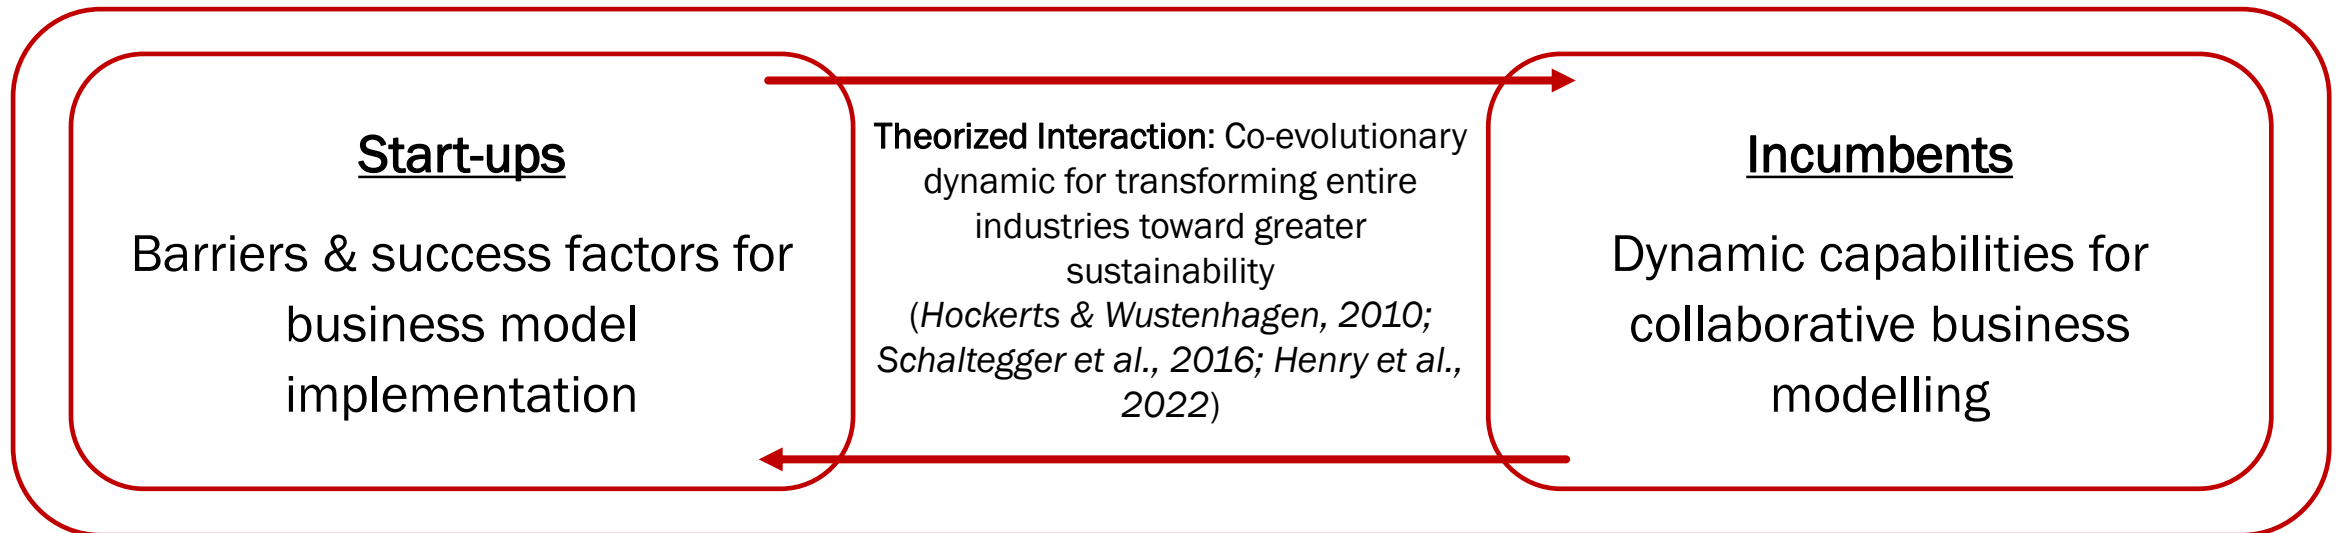 Start-ups
Barriers & success factors for
business model
implementation
Theorized Interaction: Co-evolutionary
dynamic for transforming entire
industries toward greater
sustainability
(Hockerts & Wustenhagen, 2010;
Schaltegger et al., 2016; Henry et al.,
2022)
Incumbents
Dynamic capabilities for
collaborative business
modelling